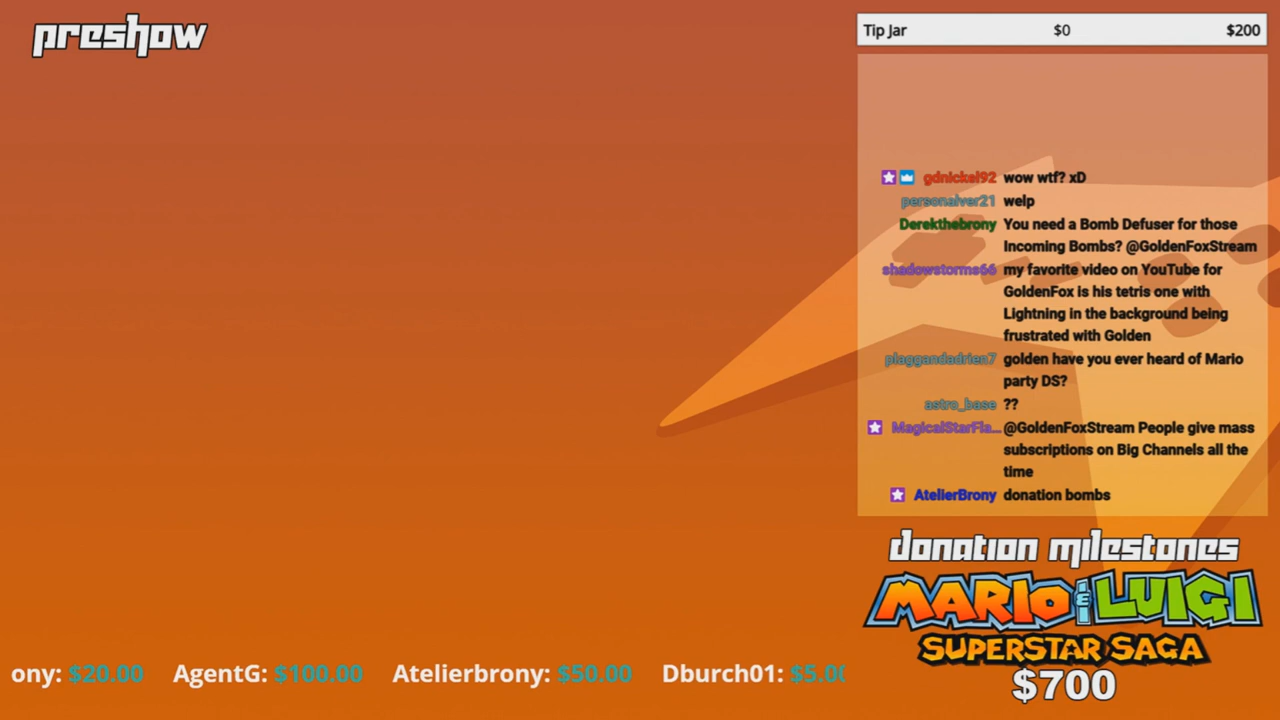 preshow
Tip Jar $0 $200
gdnickel92 wow wtf? xD
personalver21 welp
Derekthebrony You need a Bomb Defuser for those
Incoming Bombs? @GoldenFoxStream
shadowstorms66 my favorite video on YouTube for
GoldenFox is his tetris one with
Lightning in the background being
frustrated with Golden
plaggandadrien7 golden have you ever heard of Mario
party DS?
astro_base ??
MagicalStarFla... @GoldenFoxStream People give mass
subscriptions on Big Channels all the
time
AtelierBrony donation bombs
donation milestones
MARIO & LUIGI
SUPERSTAR SAGA
$700
ony: $20.00 AgentG: $100.00 Atelierbrony: $50.00 Dburch01: $5.00